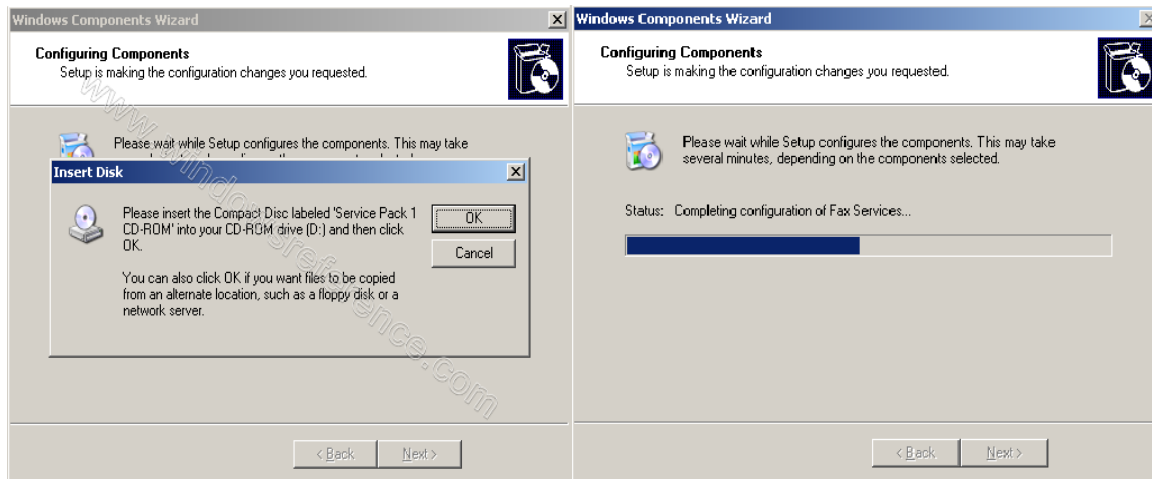 Windows Components Wizard
Configuring Components
Setup is making the configuration changes you requested.
Please wait while Setup configures the components. This may take
Insert Disk
Please insert the Compact Disc labeled 'Service Pack 1
CD-ROM' into your CD-ROM drive (D:) and then click
OK.
You can also click OK if you want files to be copied
from an alternate location, such as a floppy disk or a
network server.
OK
Cancel
< Back
Next >
www.windowsreference.com
Windows Components Wizard
Configuring Components
Setup is making the configuration changes you requested.
Please wait while Setup configures the components. This may take
several minutes, depending on the components selected.
Status: Completing configuration of Fax Services...
< Back
Next >